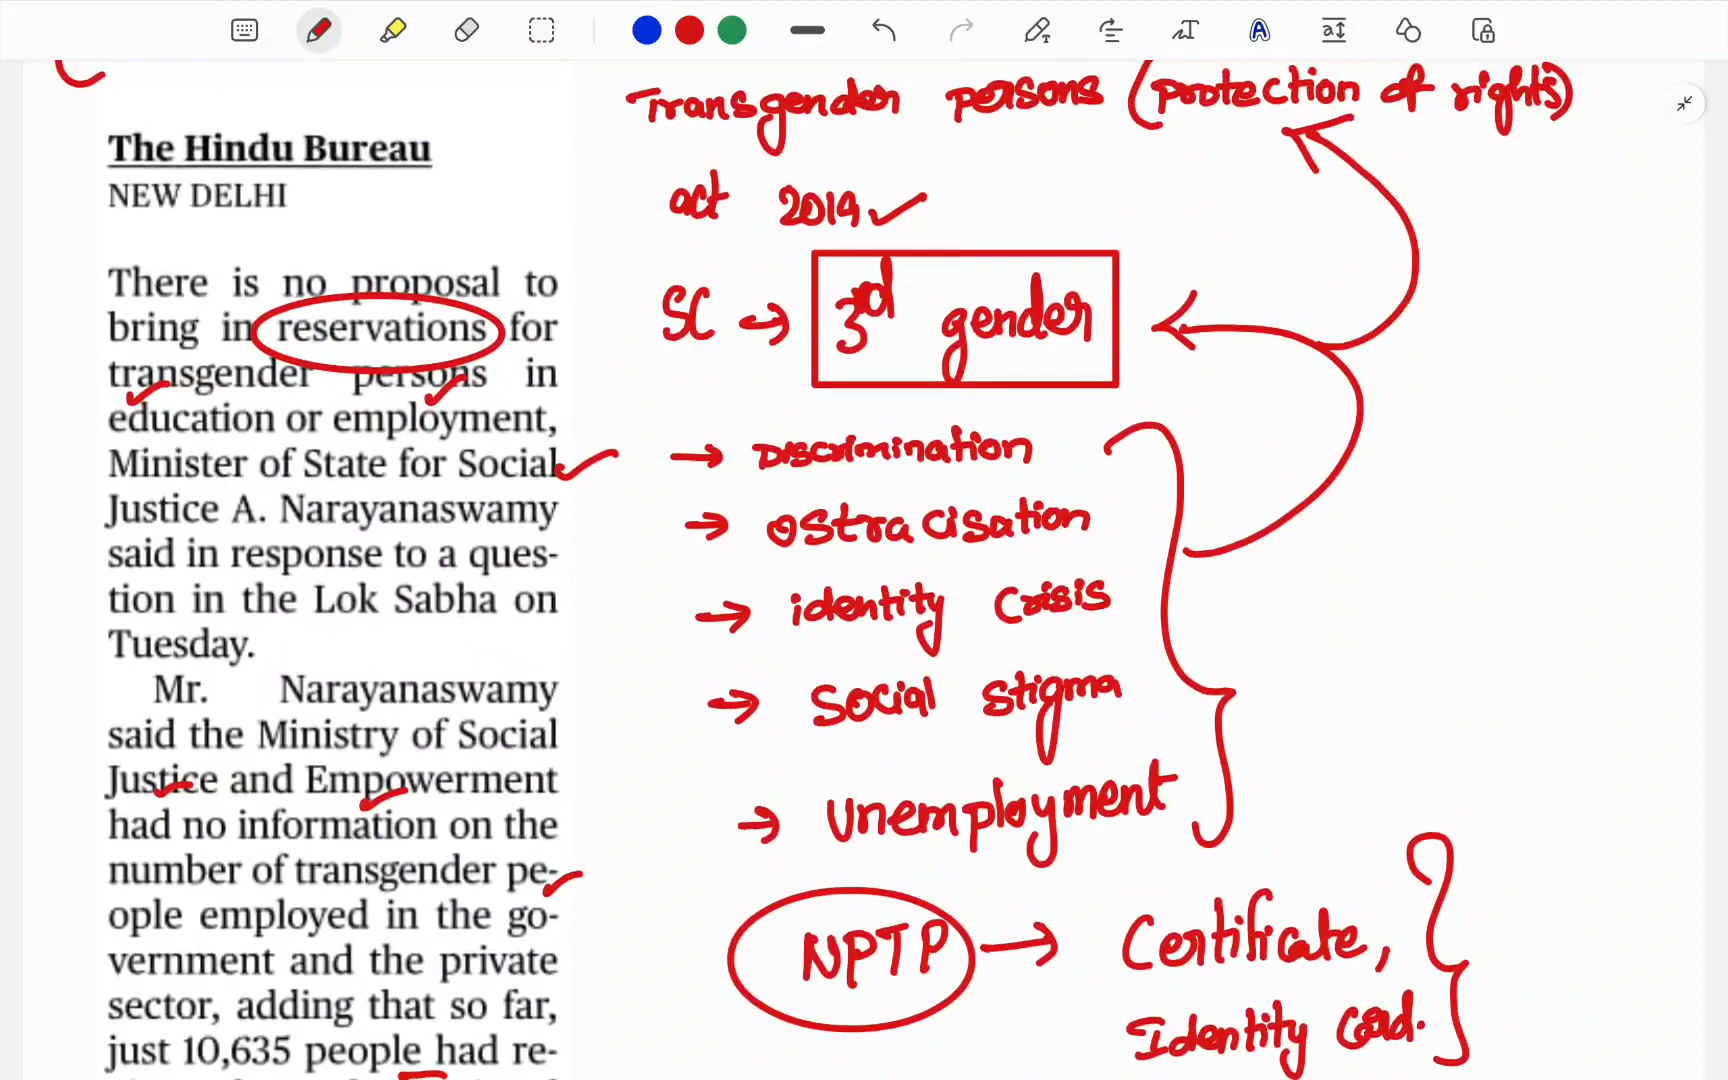 The Hindu Bureau
NEW DELHI
There is no proposal to
bring in reservations for
transgender persons in
education or employment,
Minister of State for Social
Justice A. Narayanaswamy
said in response to a ques-
tion in the Lok Sabha on
Tuesday.
Mr. Narayanaswamy
said the Ministry of Social
Justice and Empowerment
had no information on the
number of transgender pe-
ople employed in the go-
vernment and the private
sector, adding that so far,
just 10,635 people had re-
Transgender persons (protection of rights)
act 2019
SC → 3rd gender
→ Discrimination
→ Ostracisation
→ identity Crisis
→ Social Stigma
→ Unemployment
NPTP → Certificate,
Identity Card.